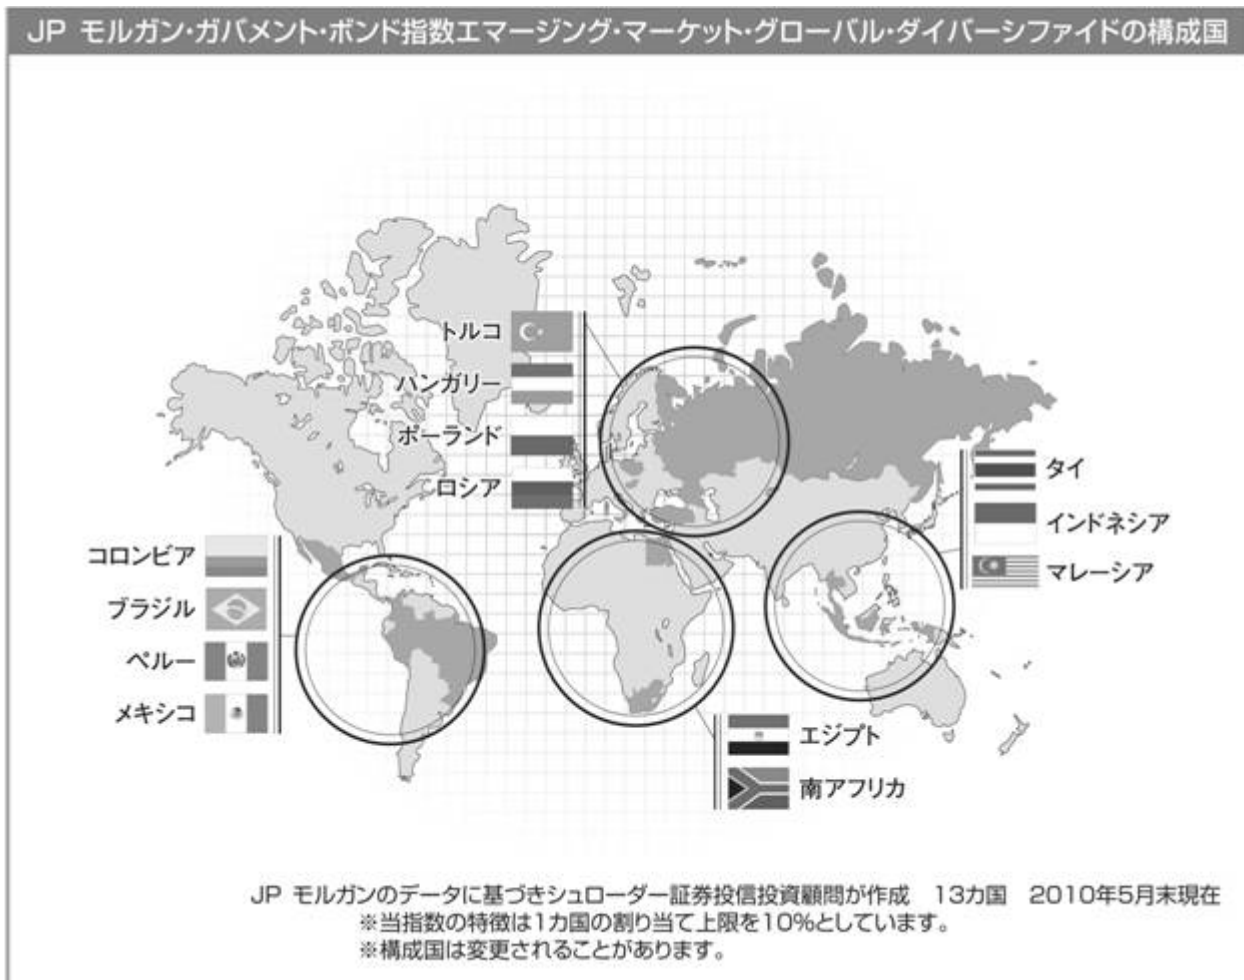 JP モルガン・ガバメント・ボンド指数エマージング・マーケット・グローバル・ダイバーシファイドの構成国
トルコ
ハンガリー
ポーランド
ロシア
タイ
インドネシア
マレーシア
コロンビア
ブラジル
ペルー
メキシコ
エジプト
南アフリカ
JP モルガンのデータに基づきシュローダー証券投信投資顧問が作成　13カ国　2010年5月末現在
※当指数の特徴は1カ国の割り当て上限を10%としています。
※構成国は変更されることがあります。